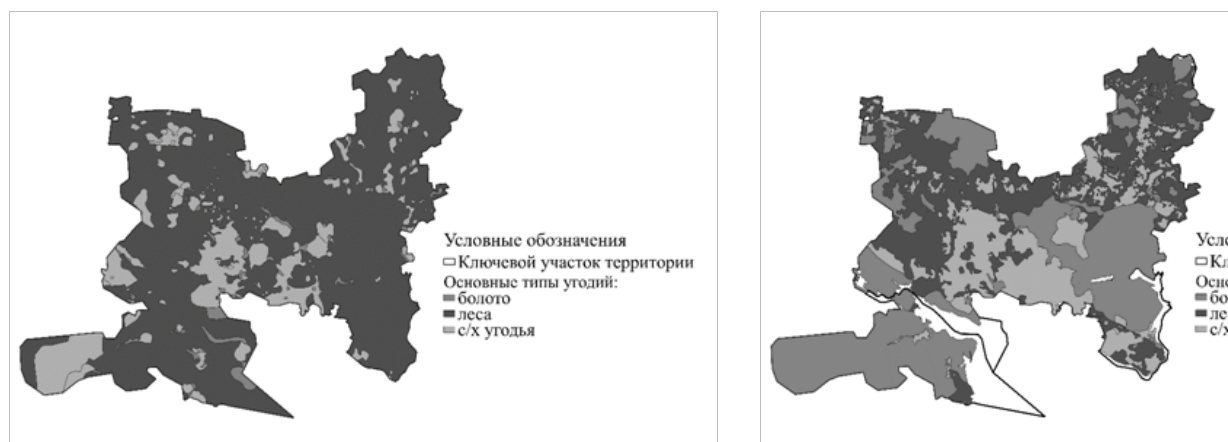 Условные обозначения
Ключевой участок территории
Основные типы угодий:
болото
леса
с/х угодья